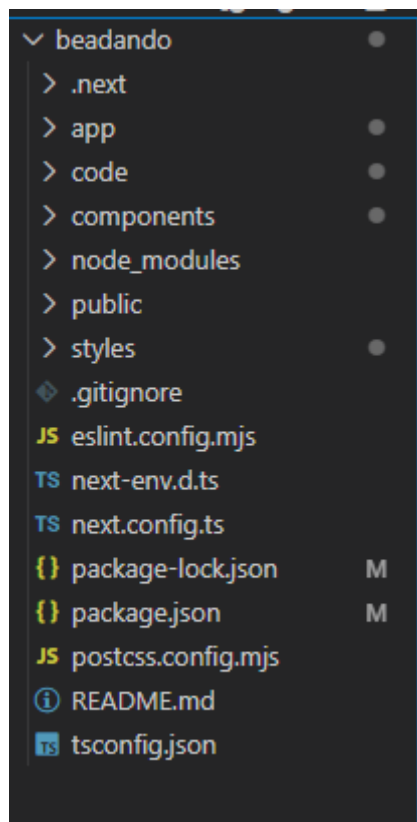 beadando
.next
app
code
components
node_modules
public
styles
.gitignore
JS eslint.config.mjs
TS next-env.d.ts
TS next.config.ts
{} package-lock.json M
{} package.json M
JS postcss.config.mjs
README.md
TS tsconfig.json